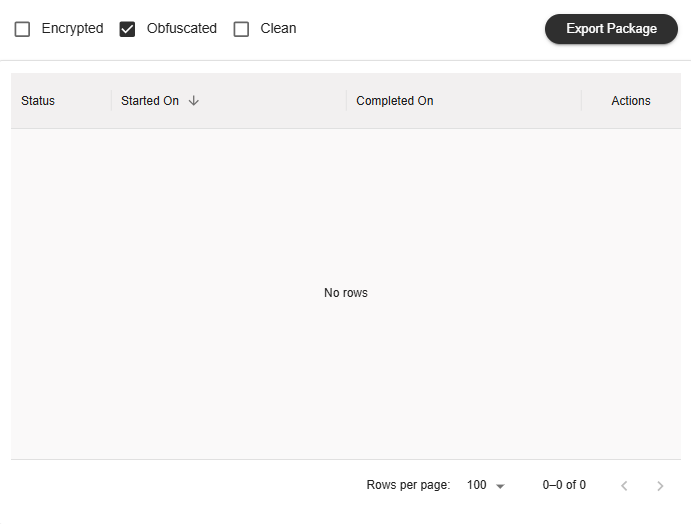 Encrypted Obfuscated Clean Export Package
Status Started On Completed On Actions
No rows
Rows per page: 100 0–0 of 0